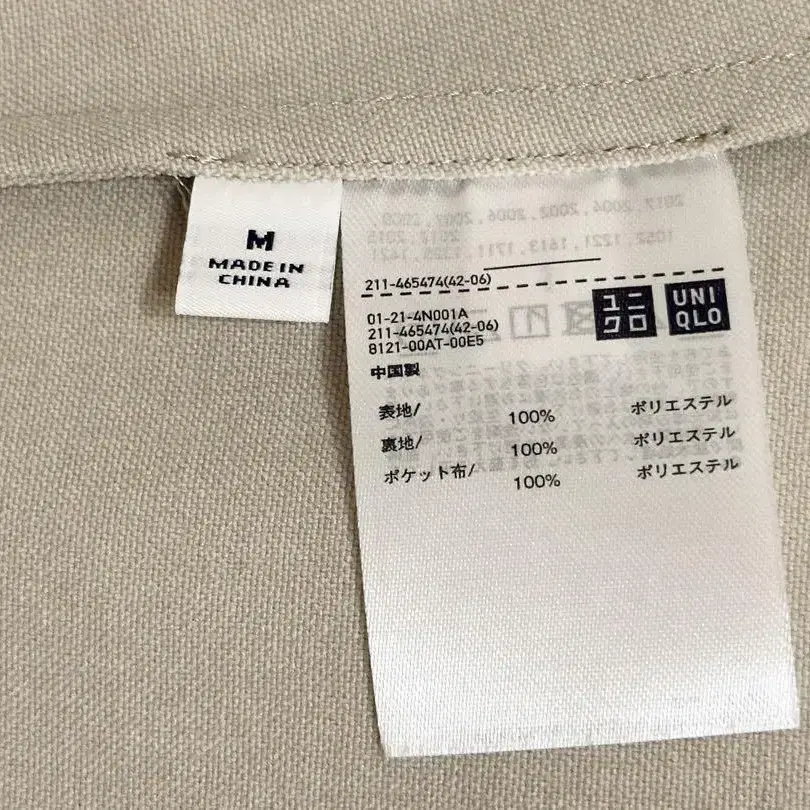 M
MADE IN
CHINA
211-465474(42-06)
01-21-4N001A
211-465474(42-06)
8121-00AT-00E5
ユニ
クロ
UNI
QLO
中国製
表地/ 100% ポリエステル
裏地/ 100% ポリエステル
ポケット布/ 100% ポリエステル